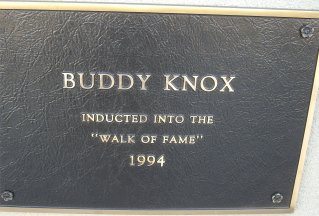 BUDDY KNOX
INDUCTED INTO THE
"WALK OF FAME"
1994